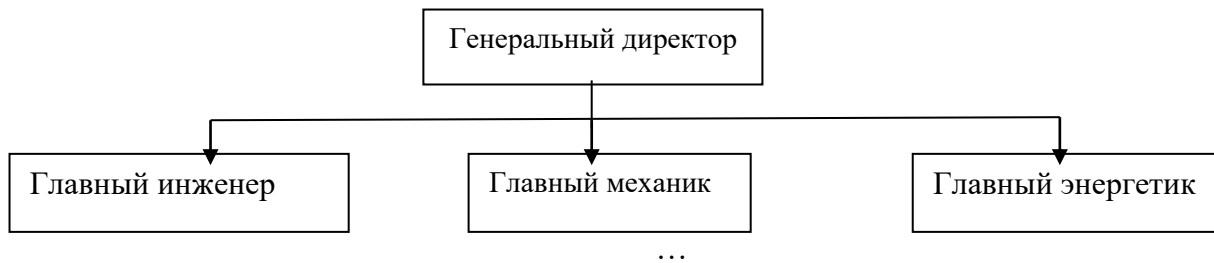 Генеральный директор
Главный инженер
Главный механик
Главный энергетик
…